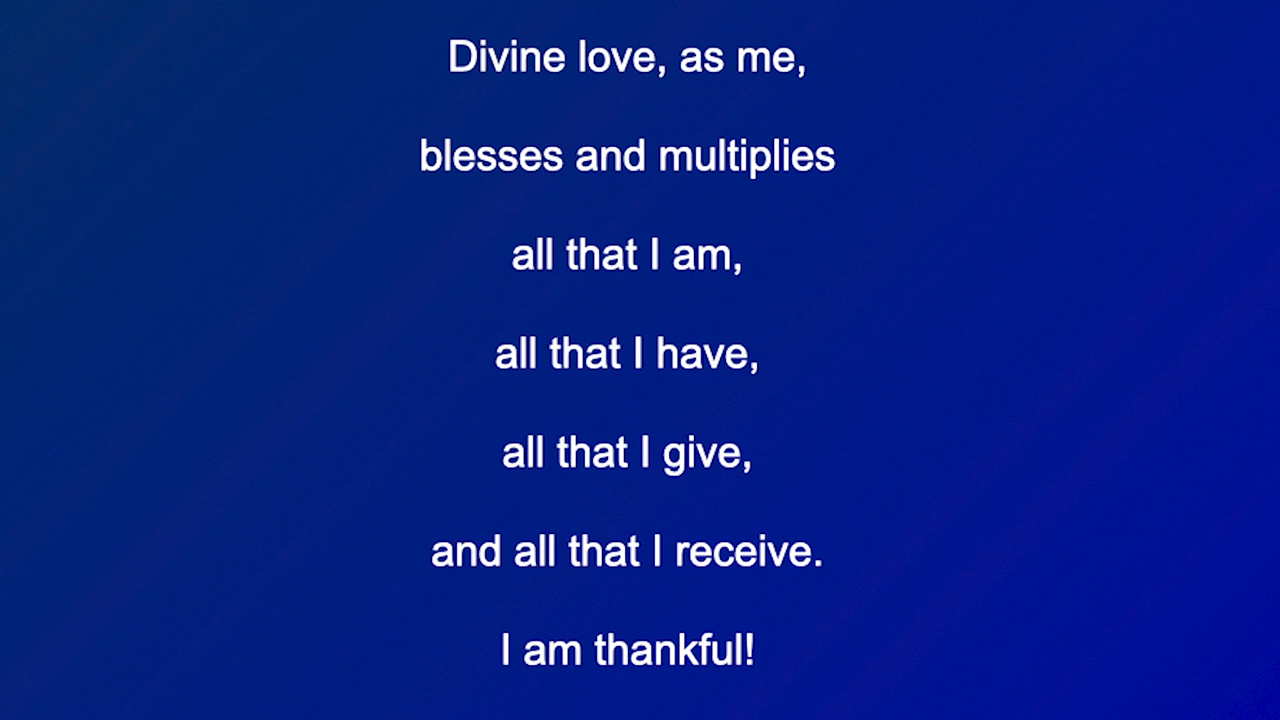 Divine love, as me,
blesses and multiplies
all that I am,
all that I have,
all that I give,
and all that I receive.
I am thankful!